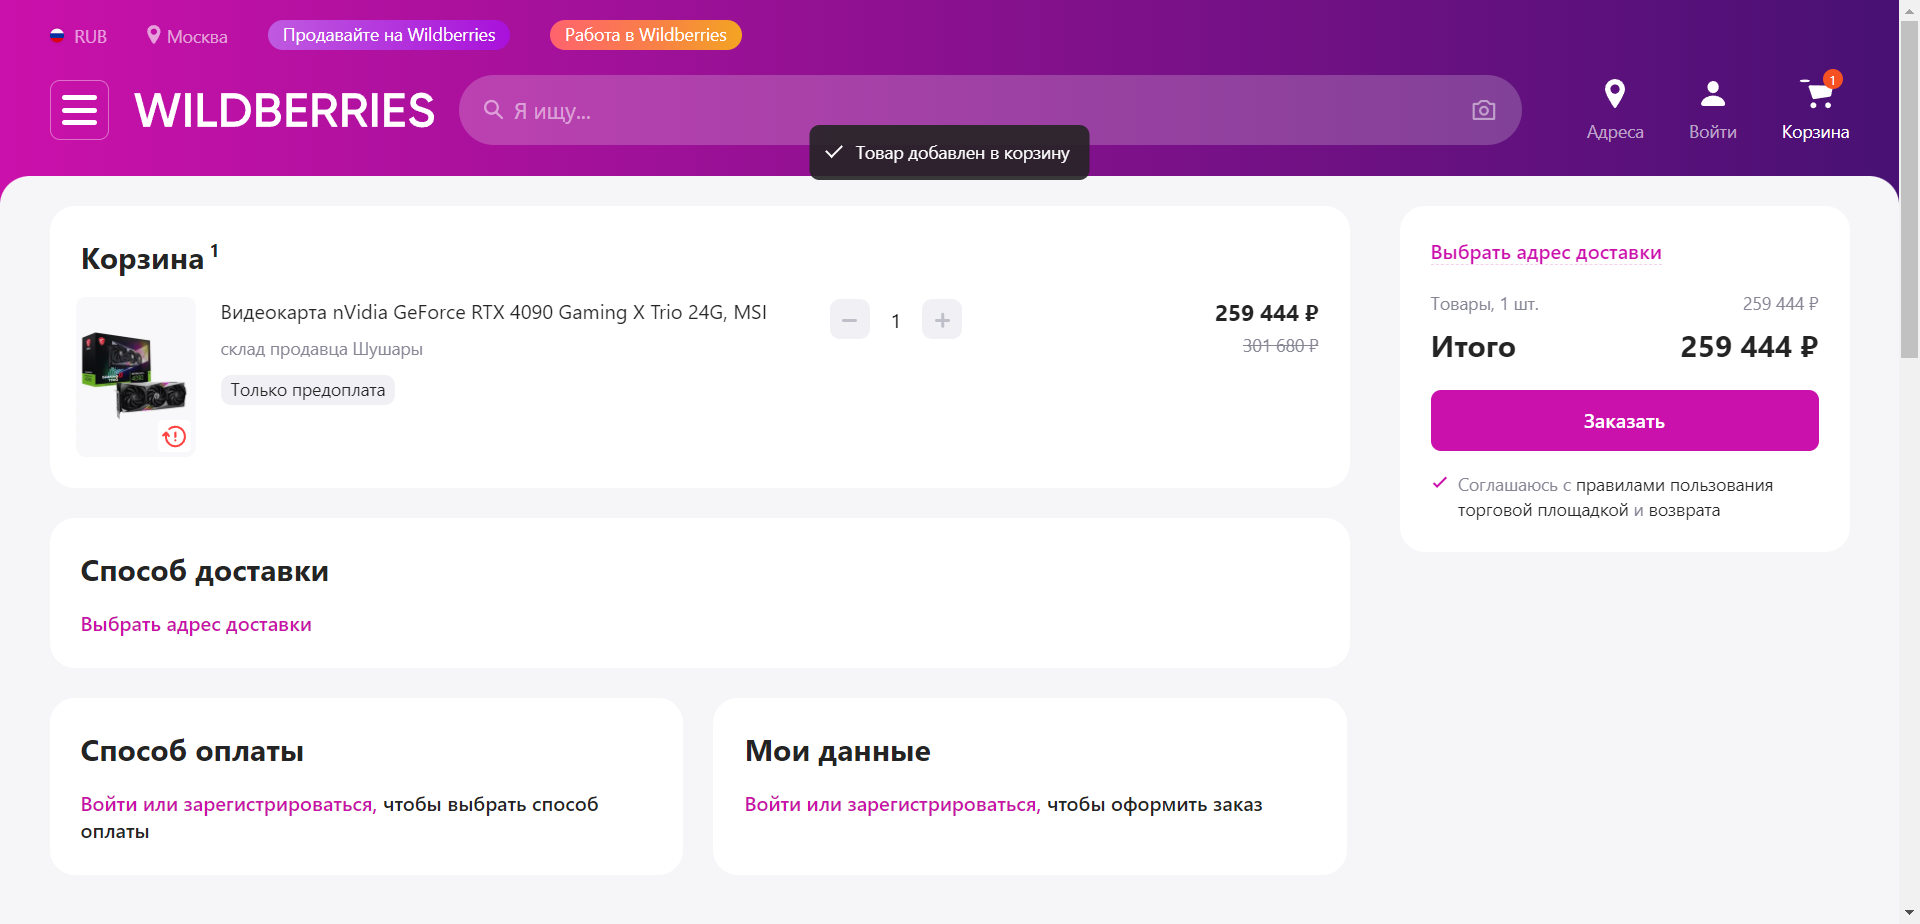 RUB
Москва
Продавайте на Wildberries
Работа в Wildberries
WILDBERRIES
Я ищу...
Адреса
Войти
1
Корзина
Товар добавлен в корзину
Корзина 1
Видеокарта nVidia GeForce RTX 4090 Gaming X Trio 24G, MSI
склад продавца Шушары
Только предоплата
1
259 444 ₽
301 680 ₽
Выбрать адрес доставки
Товары, 1 шт.
259 444 ₽
Итого
259 444 ₽
Заказать
Соглашаюсь с правилами пользования
торговой площадкой и возврата
Способ доставки
Выбрать адрес доставки
Способ оплаты
Войти или зарегистрироваться, чтобы выбрать способ
оплаты
Мои данные
Войти или зарегистрироваться, чтобы оформить заказ